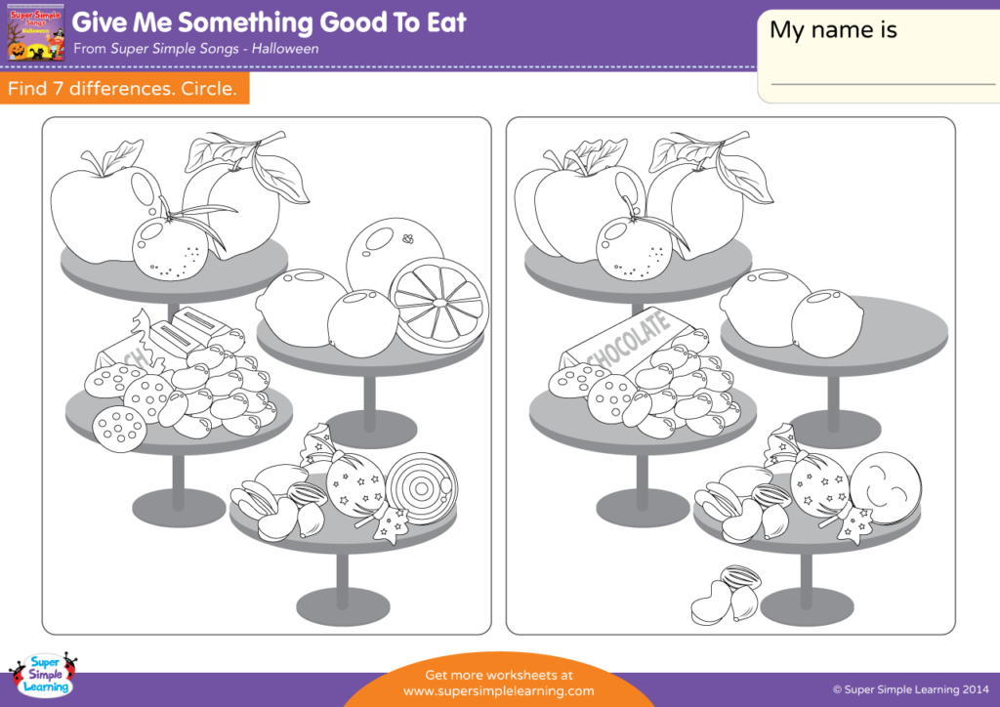 Super Simple
Songs
Halloween
Give Me Something Good To Eat
From Super Simple Songs - Halloween
My name is
Find 7 differences. Circle.
CH
CHOCOLATE
Super
Simple
Learning
Get more worksheets at
www.supersimplelearning.com
© Super Simple Learning 2014